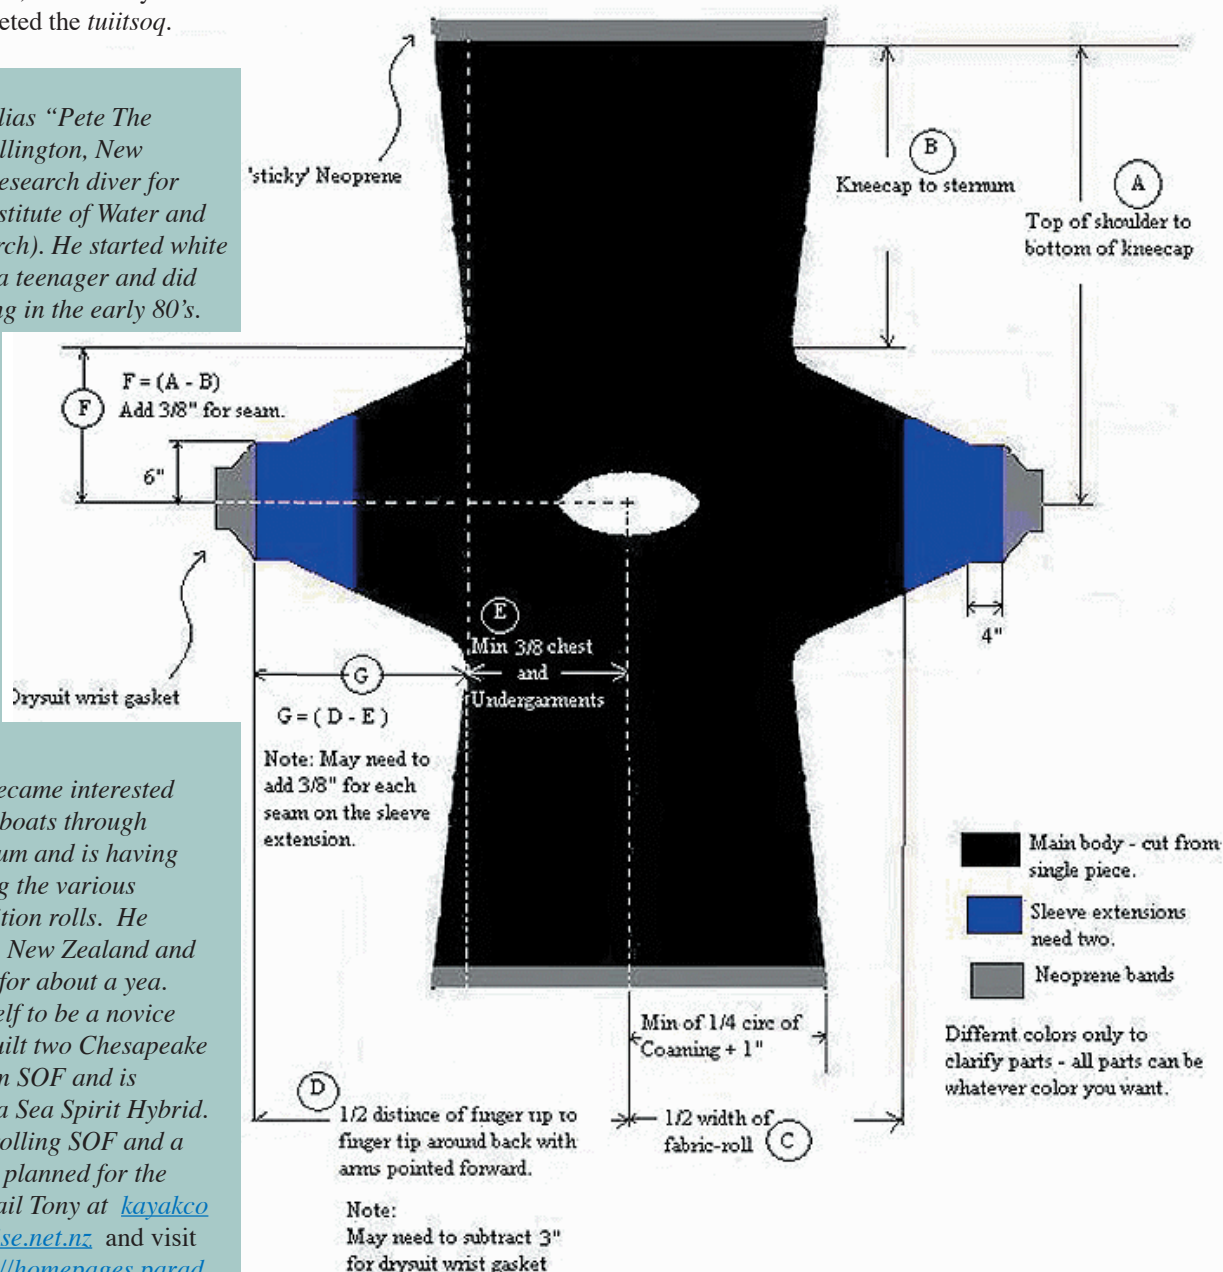 eted the tuiitsoq.
lias “Pete The
llington, New
esearch diver for
stitute of Water and
rch). He started white
a teenager and did
ng in the early 80’s.
ecame interested
boats through
um and is having
g the various
ition rolls. He
New Zealand and
for about a yea.
elf to be a novice
uilt two Chesapeake
n SOF and is
a Sea Spirit Hybrid.
olling SOF and a
planned for the
ail Tony at kayakco
se.net.nz and visit
//homepages.parad
'sticky' Neoprene
B
Kneecap to sternum
A
Top of shoulder to
bottom of kneecap
F
F = (A - B)
Add 3/8" for seam.
6"
Drysuit wrist gasket
E
Min 3/8 chest
and
Undergarments
4"
G
G = ( D - E )
Note: May need to
add 3/8" for each
seam on the sleeve
extension.
Main body - cut from
single piece.
Sleeve extensions
need two.
Neoprene bands
Differnt colors only to
clarify parts - all parts can be
whatever color you want.
Min of 1/4 circ of
Coaming + 1"
D
1/2 distince of finger tip to
finger tip around back with
arms pointed forward.
1/2 width of
fabric-roll
C
Note:
May need to subtract 3"
for drysuit wrist gasket